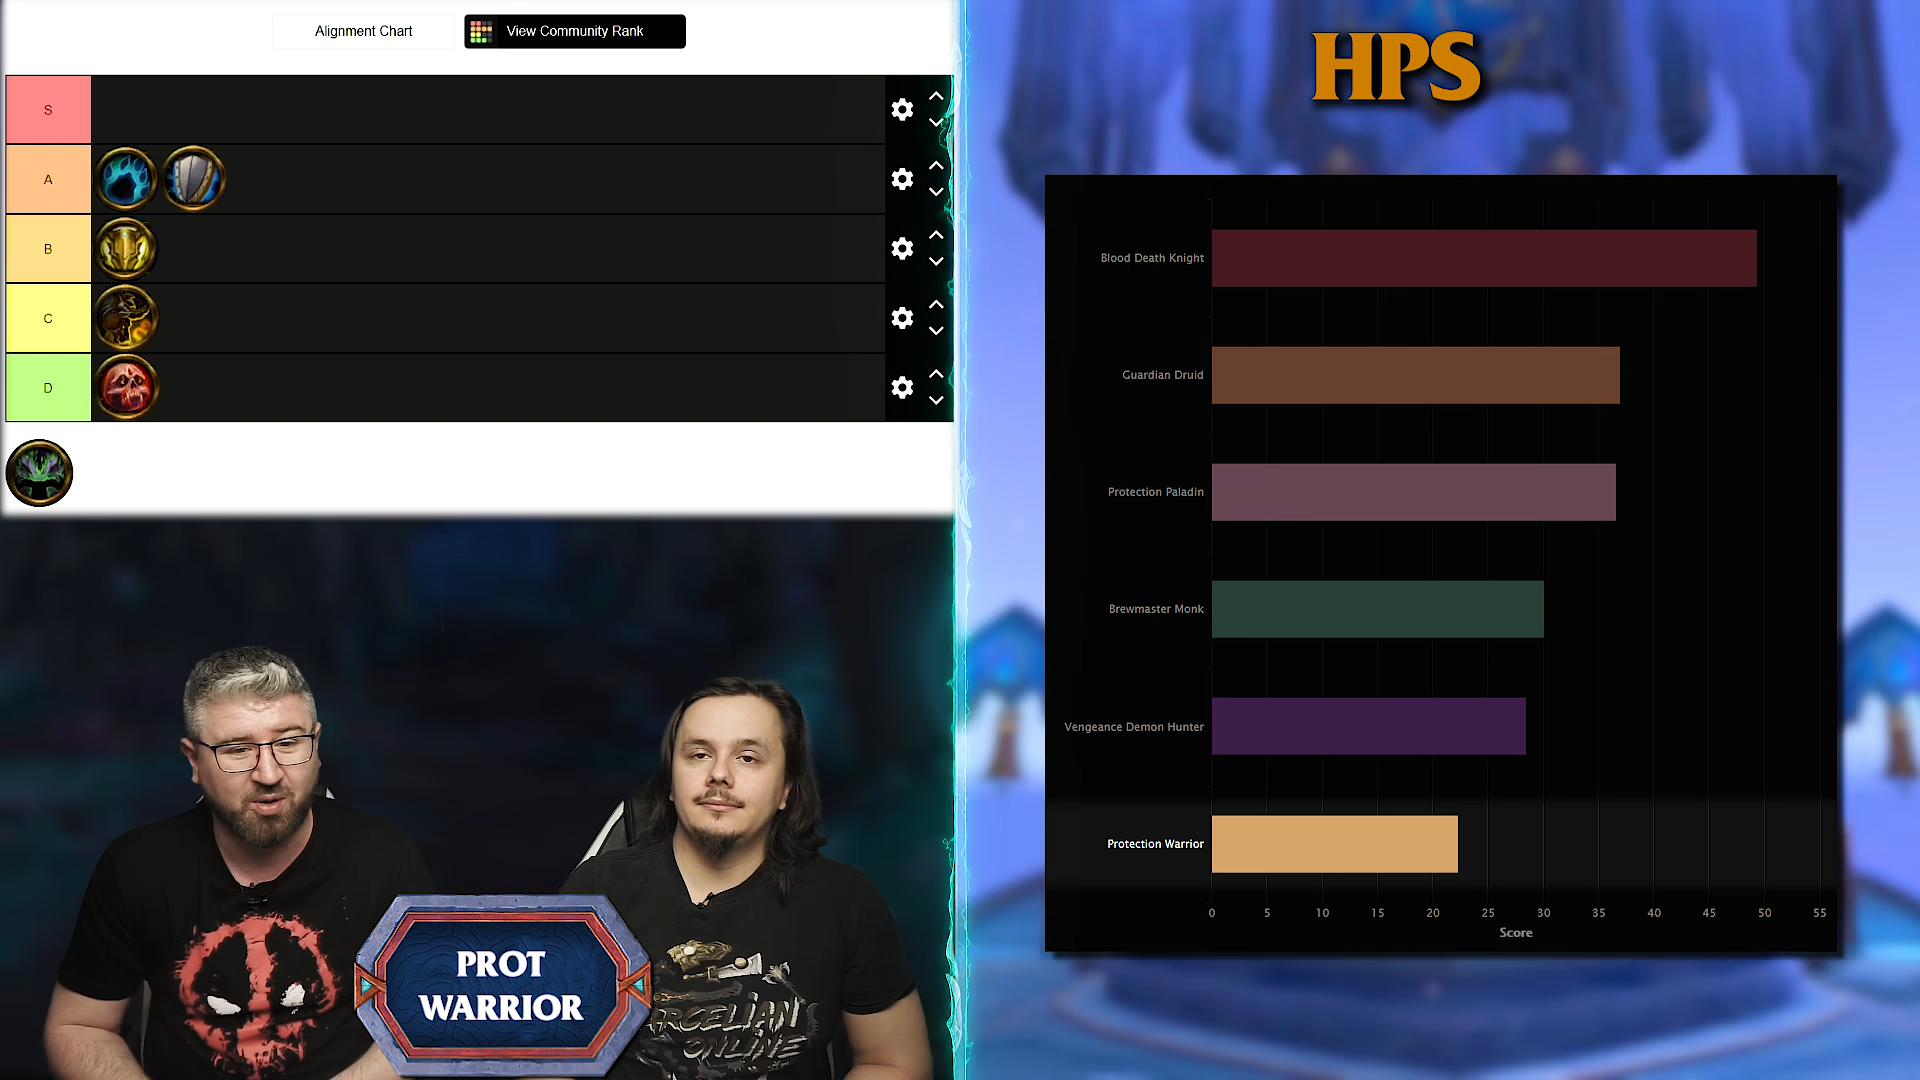 Alignment Chart
View Community Rank
S
A
B
C
D
HPS
Blood Death Knight
Guardian Druid
Protection Paladin
Brewmaster Monk
Vengeance Demon Hunter
Protection Warrior
0 5 10 15 20 25 30 35 40 45 50 55
Score
PROT
WARRIOR
ONLINE